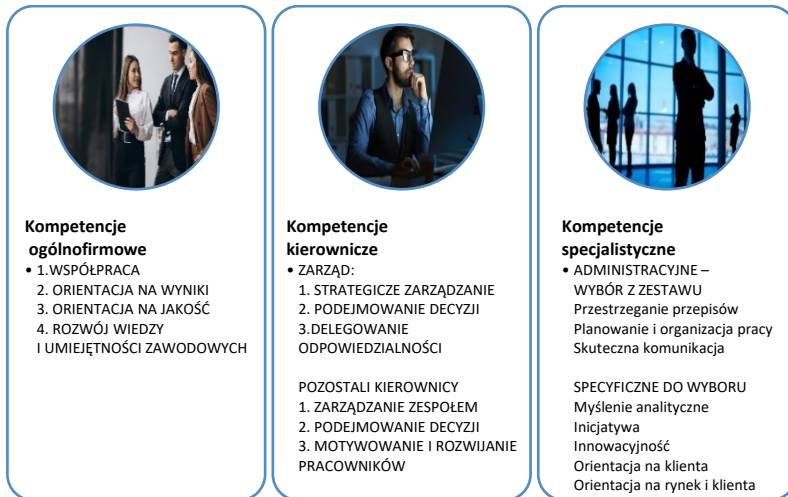 Kompetencje
ogólnofirmowe
• 1.WSPÓŁPRACA
2. ORIENTACJA NA WYNIKI
3. ORIENTACJA NA JAKOŚĆ
4. ROZWÓJ WIEDZY
I UMIEJĘTNOŚCI ZAWODOWYCH
Kompetencje
kierownicze
• ZARZĄD:
1. STRATEGICZE ZARZĄDZANIE
2. PODEJMOWANIE DECYZJI
3.DELEGOWANIE
ODPOWIEDZIALNOŚCI
POZOSTALI KIEROWNICY
1. ZARZĄDZANIE ZESPOŁEM
2. PODEJMOWANIE DECYZJI
3. MOTYWOWANIE I ROZWIJANIE
PRACOWNIKÓW
Kompetencje
specjalistyczne
• ADMINISTRACYJNE –
WYBÓR Z ZESTAWU
Przestrzeganie przepisów
Planowanie i organizacja pracy
Skuteczna komunikacja
SPECYFICZNE DO WYBORU
Myślenie analityczne
Inicjatywa
Innowacyjność
Orientacja na klienta
Orientacja na rynek i klienta